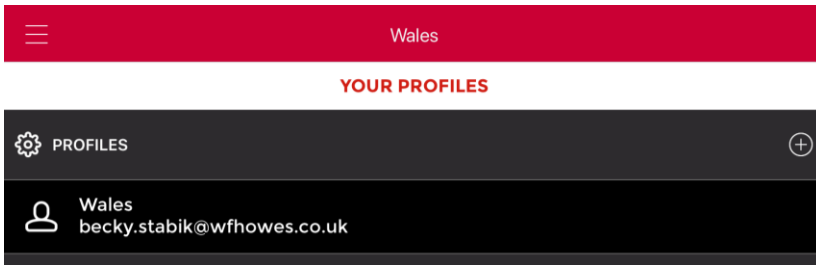 Wales
YOUR PROFILES
PROFILES
Wales
becky.stabik@wfhowes.co.uk